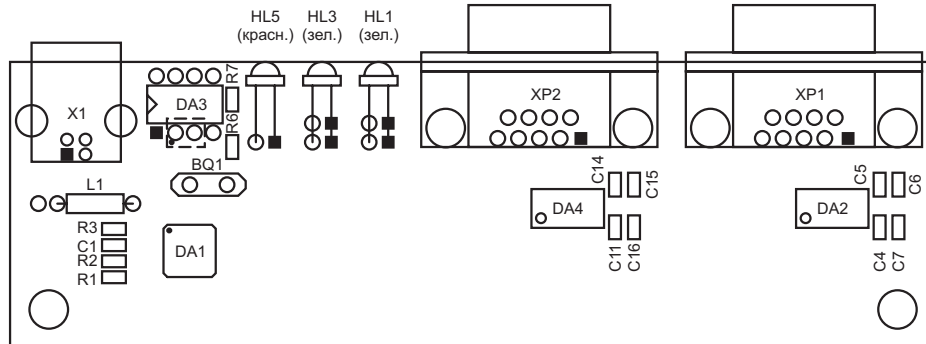 HL5 HL3 HL1
(красн.) (зел.) (зел.)
R7
X1
DA3
R6
XP2
XP1
BQ1
C14
C15
C5
C6
L1
DA4
DA2
R3
C1
R2
R1
DA1
C11
C16
C4
C7